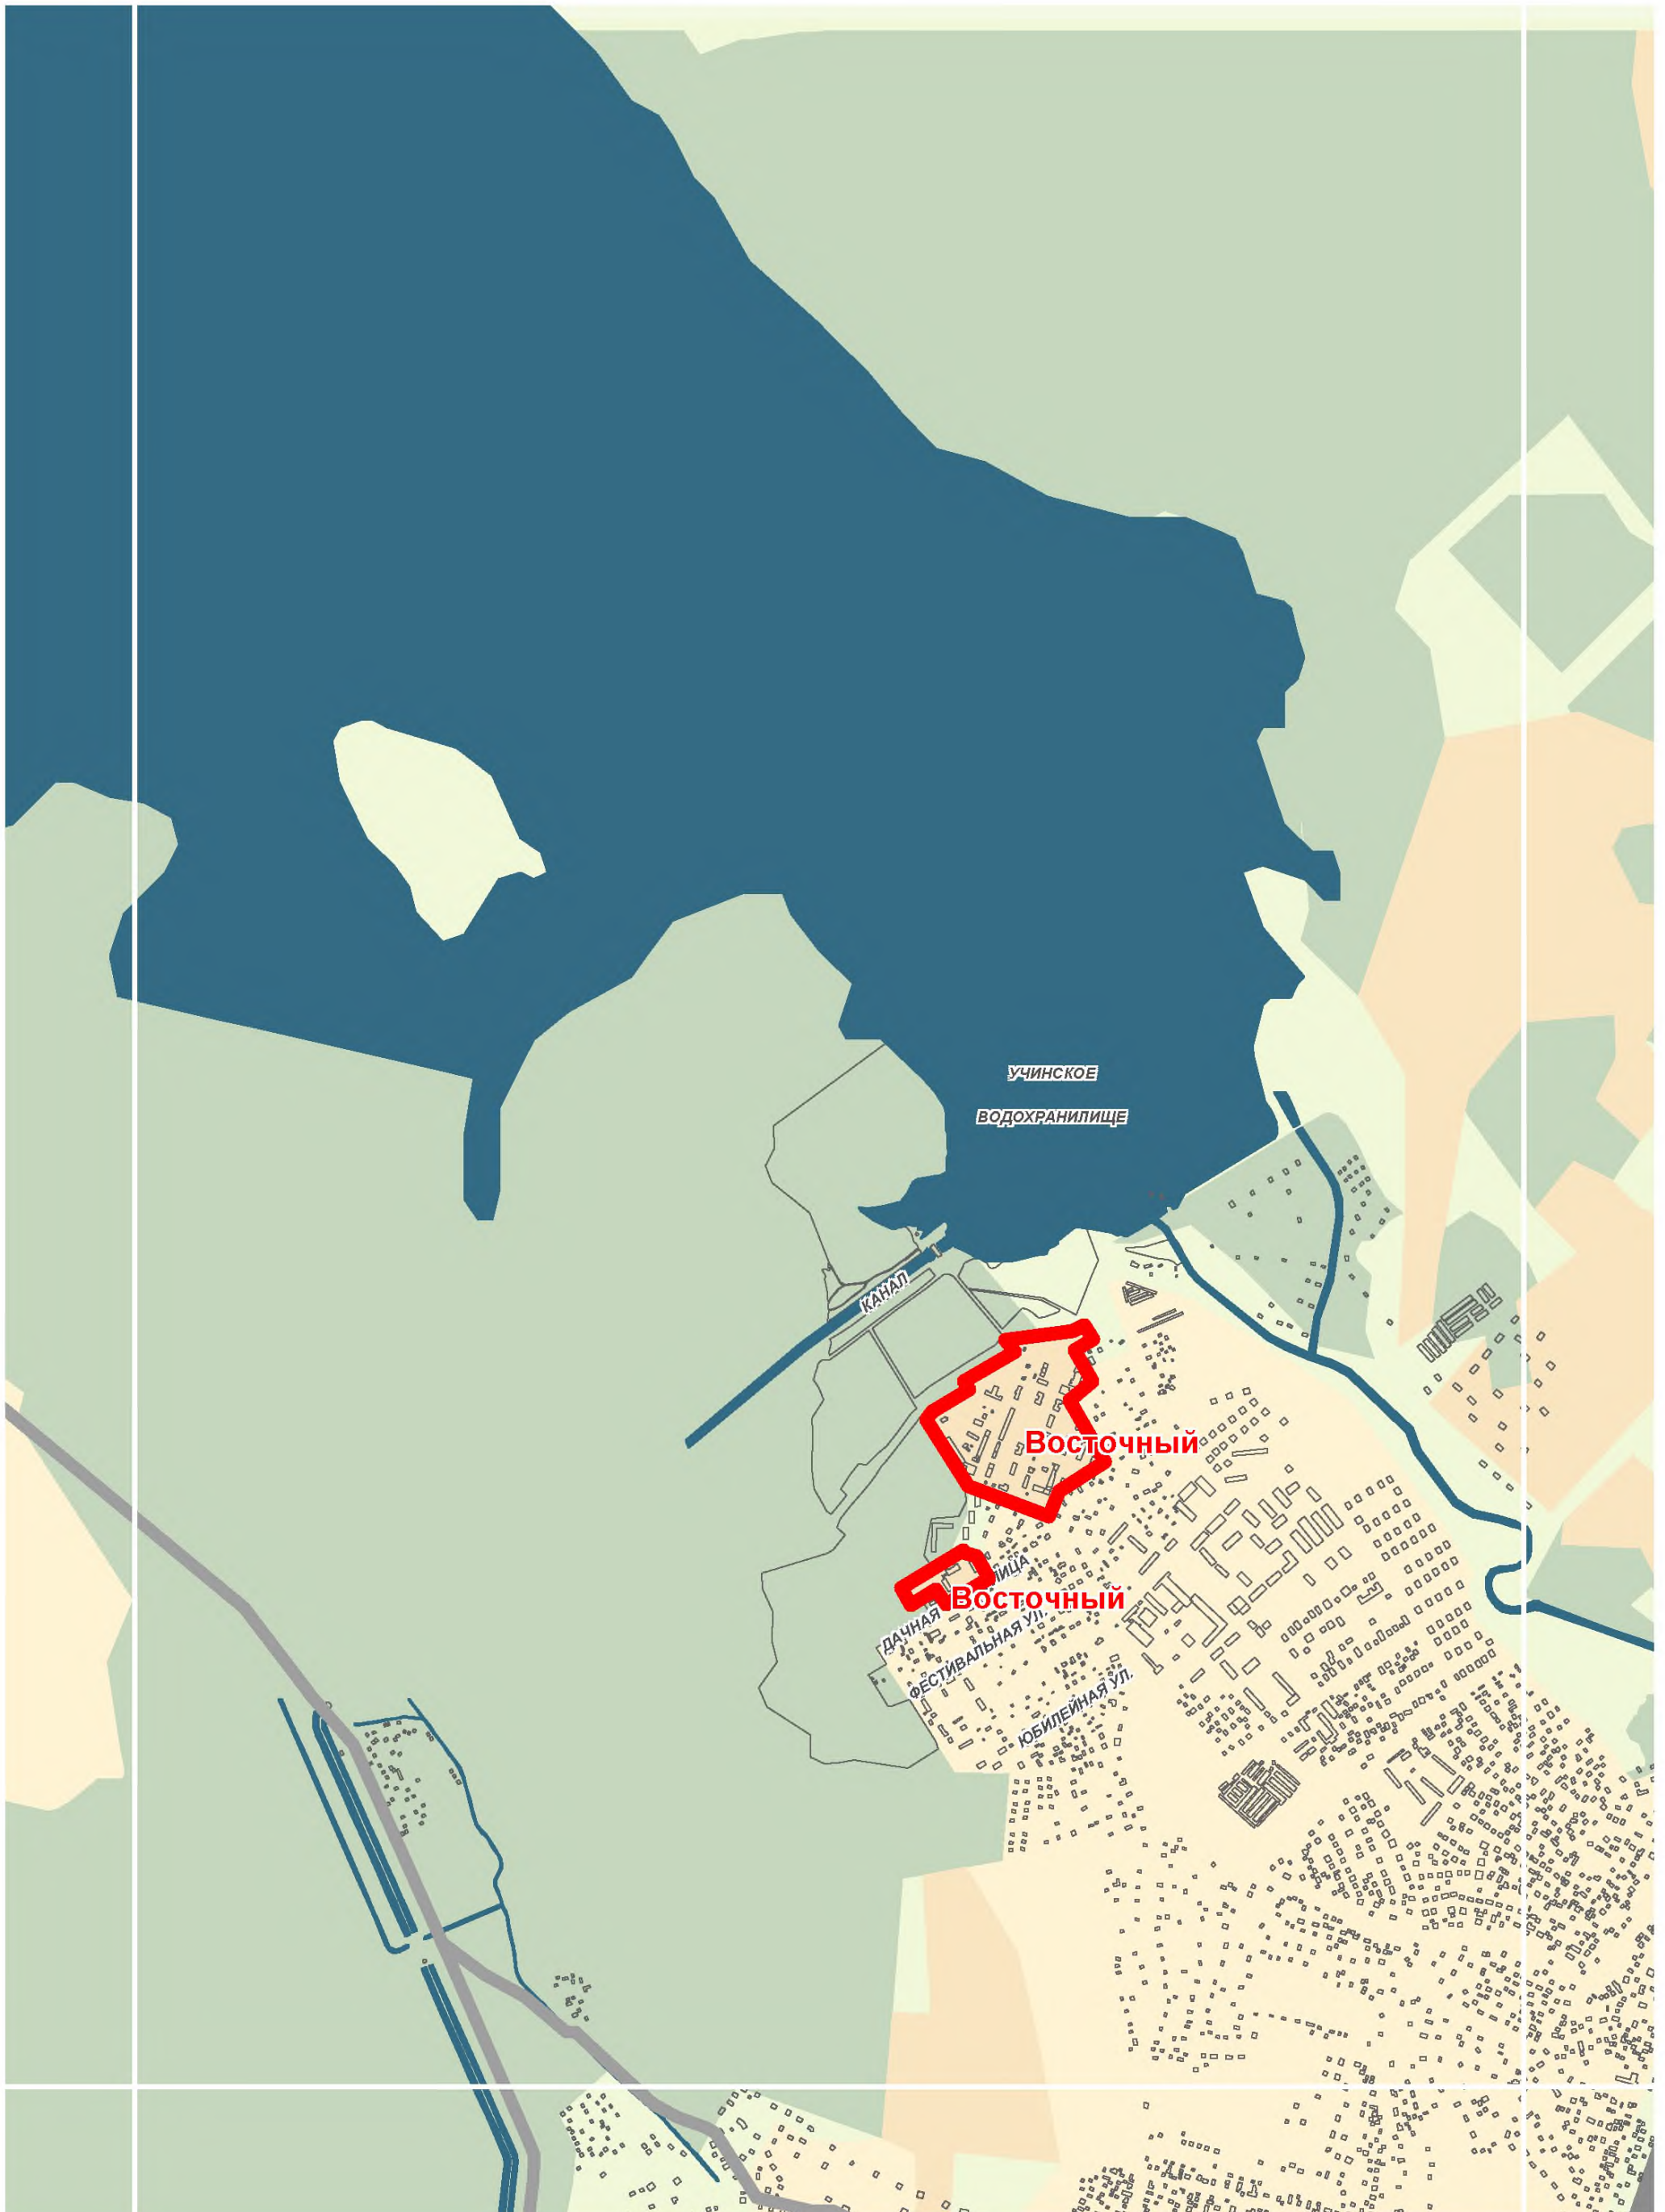 УЧИНСКОЕ
ВОДОХРАНИЛИЩЕ
КАНАЛ
Восточный
Восточный
ДАЧНАЯ
ФЕСТИВАЛЬНАЯ УЛ.
ЮБИЛЕЙНАЯ УЛ.